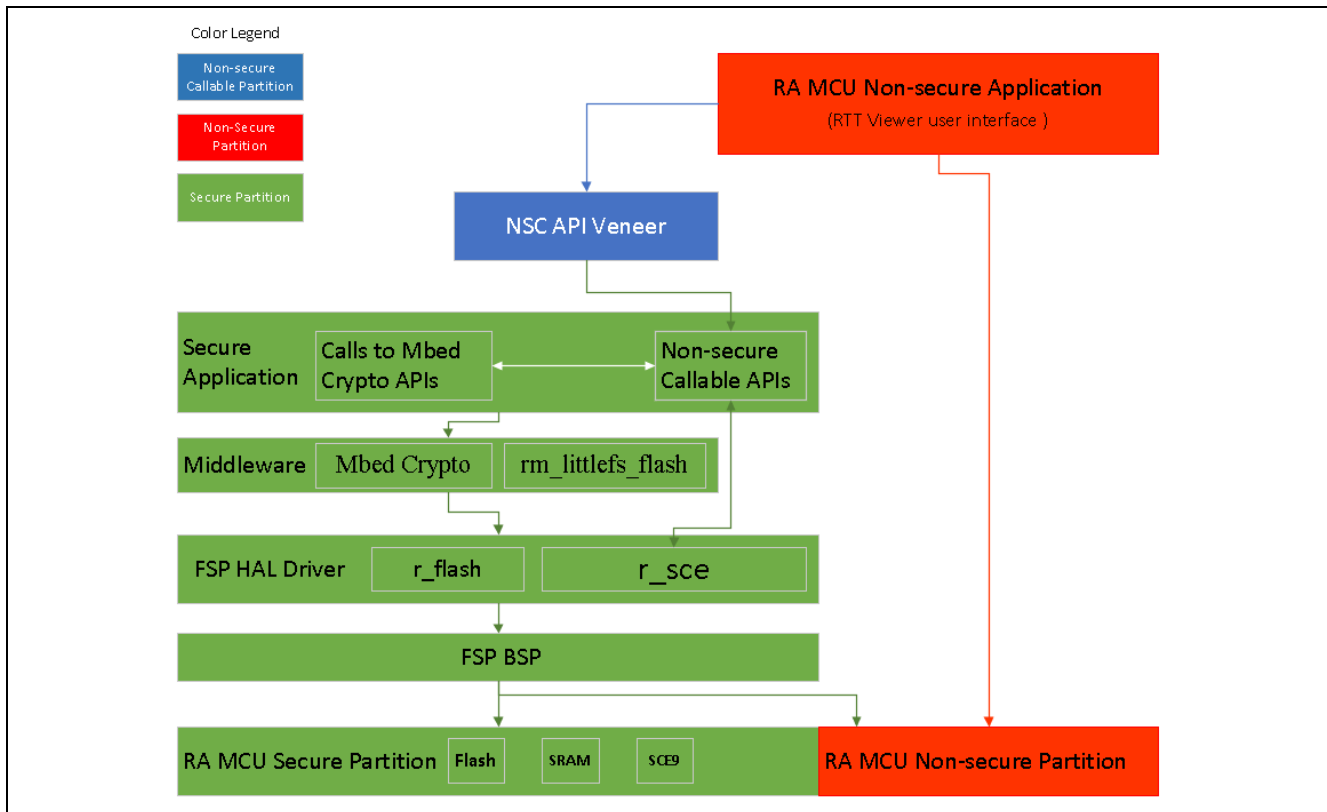 Color Legend
Non-secure
Callable Partition
Non-Secure
Partition
Secure Partition
RA MCU Non-secure Application
(RTT Viewer user interface )
NSC API Veneer
Secure
Application
Calls to Mbed
Crypto APIs
Non-secure
Callable APIs
Middleware
Mbed Crypto
rm_littlefs_flash
FSP HAL Driver
r_flash
r_sce
FSP BSP
RA MCU Secure Partition
Flash
SRAM
SCE9
RA MCU Non-secure Partition